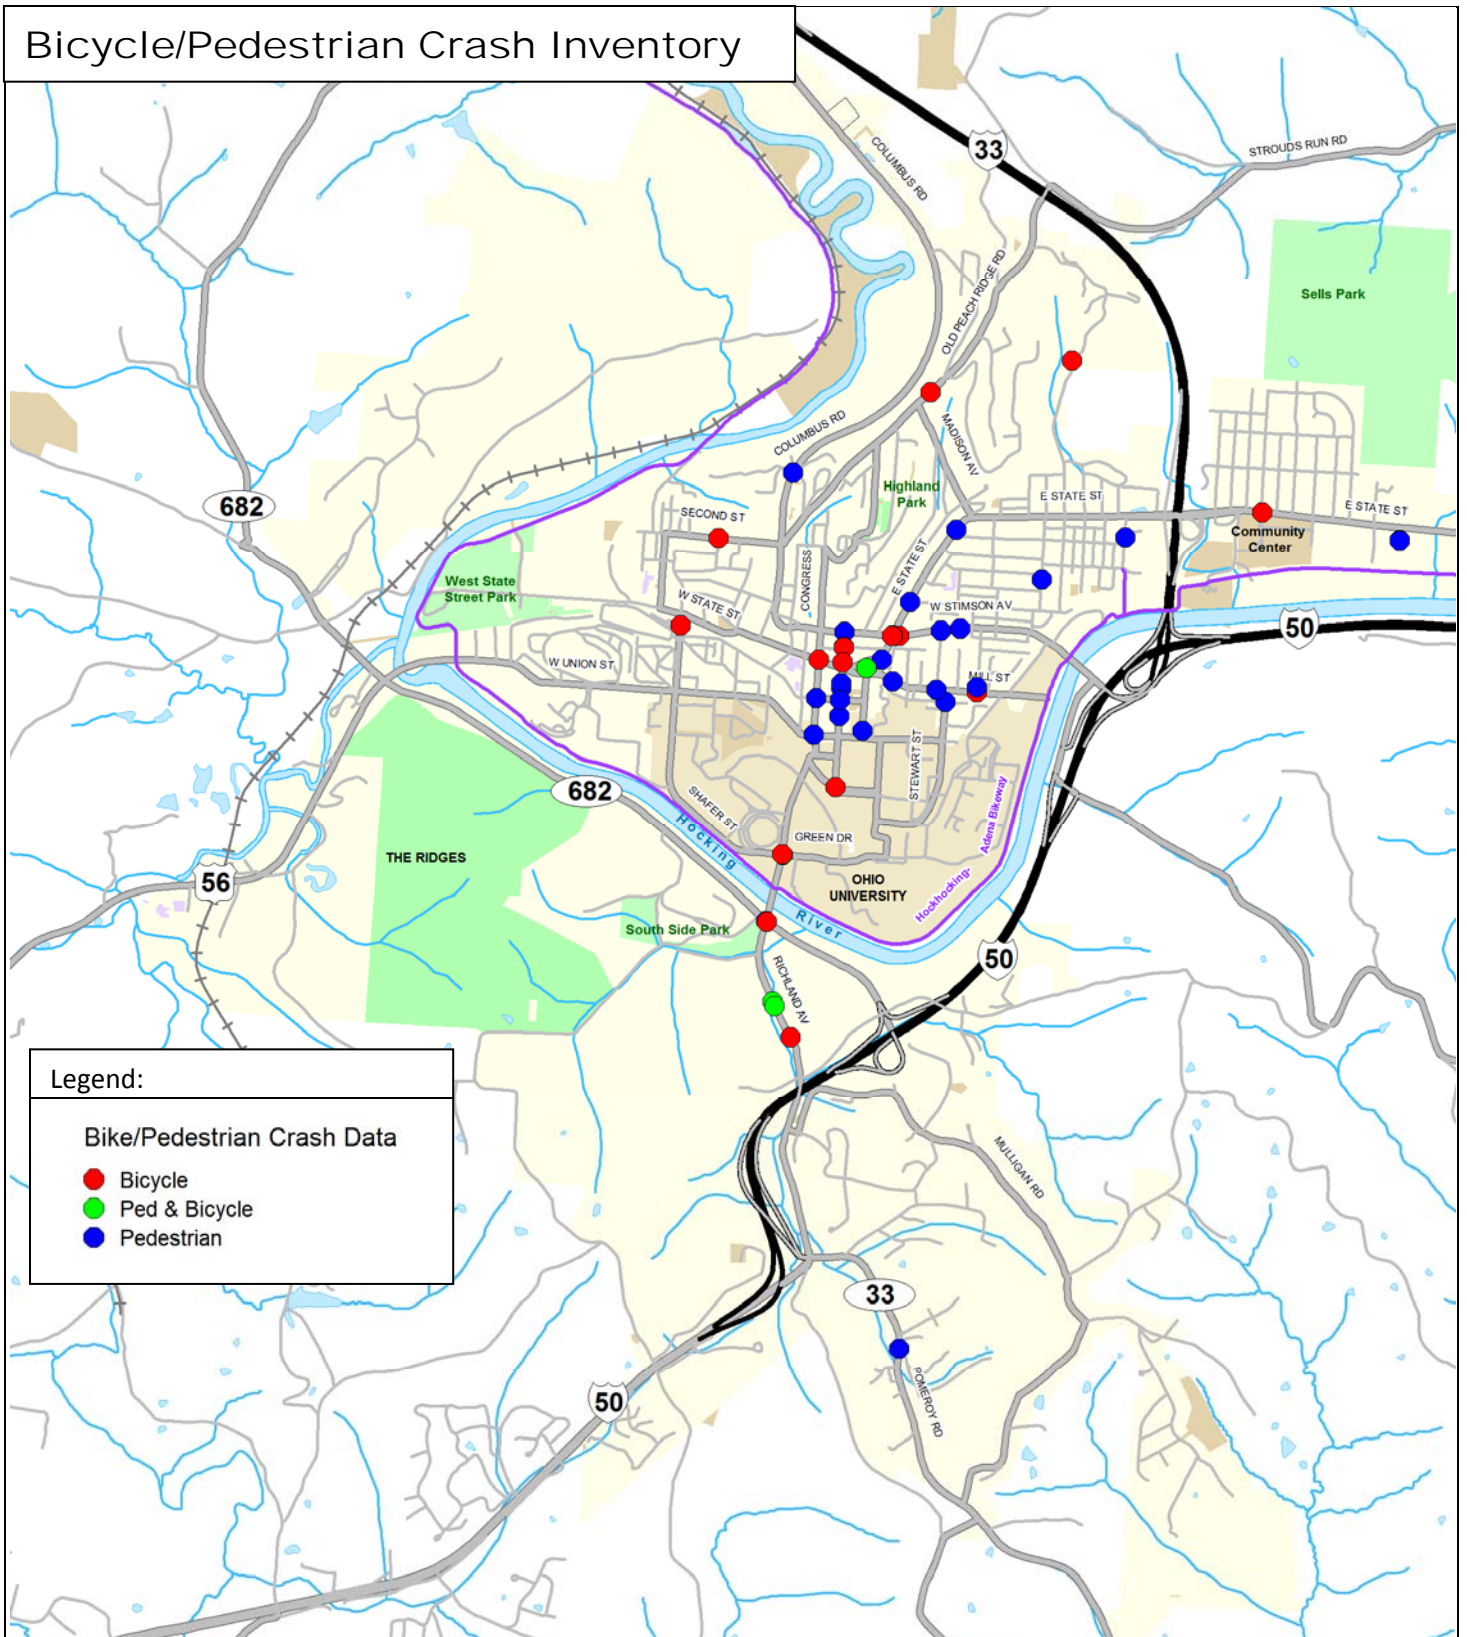 Bicycle/Pedestrian Crash Inventory
COLUMBUS RD
33
STROUDS RUN RD
OLD PEACH RIDGE RD
Sells Park
COLUMBUS RD
MADISON AV
Highland
Park
682
SECOND ST
E STATE ST
E STATE ST
Community
Center
CONGRESS
E STATE ST
West State
Street Park
W STATE ST
W STIMSON AV
50
W UNION ST
MILL ST
STEWART ST
682
SHAFER ST
Hocking
River
GREEN DR
Adena Bikeway
Hockhocking-
THE RIDGES
56
OHIO
UNIVERSITY
South Side Park
50
RICHLAND AV
Legend:
Bike/Pedestrian Crash Data
Bicycle
Ped & Bicycle
Pedestrian
MULLIGAN RD
33
POMEROY RD
50